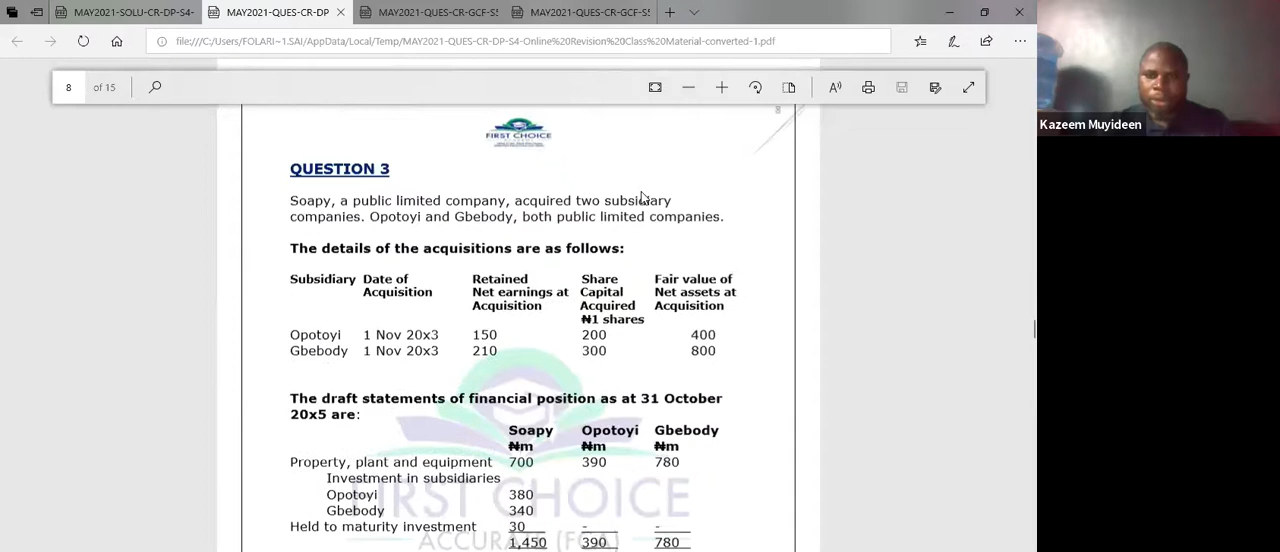 MAY2021-SOLU-CR-DP-S4-
MAY2021-QUES-CR-DP
MAY2021-QUES-CR-GCF-S5
MAY2021-QUES-CR-GCF-S5
file:///C:/Users/FOLARI~1.SAI/AppData/Local/Temp/MAY2021-QUES-CR-DP-S4-Online%20Revision%20Class%20Material-converted-1.pdf
8 of 15
Kazeem Muyideen
FIRST CHOICE
QUESTION 3
Soapy, a public limited company, acquired two subsidiary
companies. Opotoyi and Gbebody, both public limited companies.
The details of the acquisitions are as follows:
Subsidiary Date of Retained Share Fair value of
Acquisition Net earnings at Capital Net assets at
Acquisition Acquired Acquisition
₦1 shares
Opotoyi 1 Nov 20x3 150 200 400
Gbebody 1 Nov 20x3 210 300 800
The draft statements of financial position as at 31 October
20x5 are:
Soapy Opotoyi Gbebody
₦m ₦m ₦m
Property, plant and equipment 700 390 780
Investment in subsidiaries
Opotoyi 380
Gbebody 340
Held to maturity investment 30 - -
1,450 390 780
FIRST CHOICE
ACCURATE (FCA)